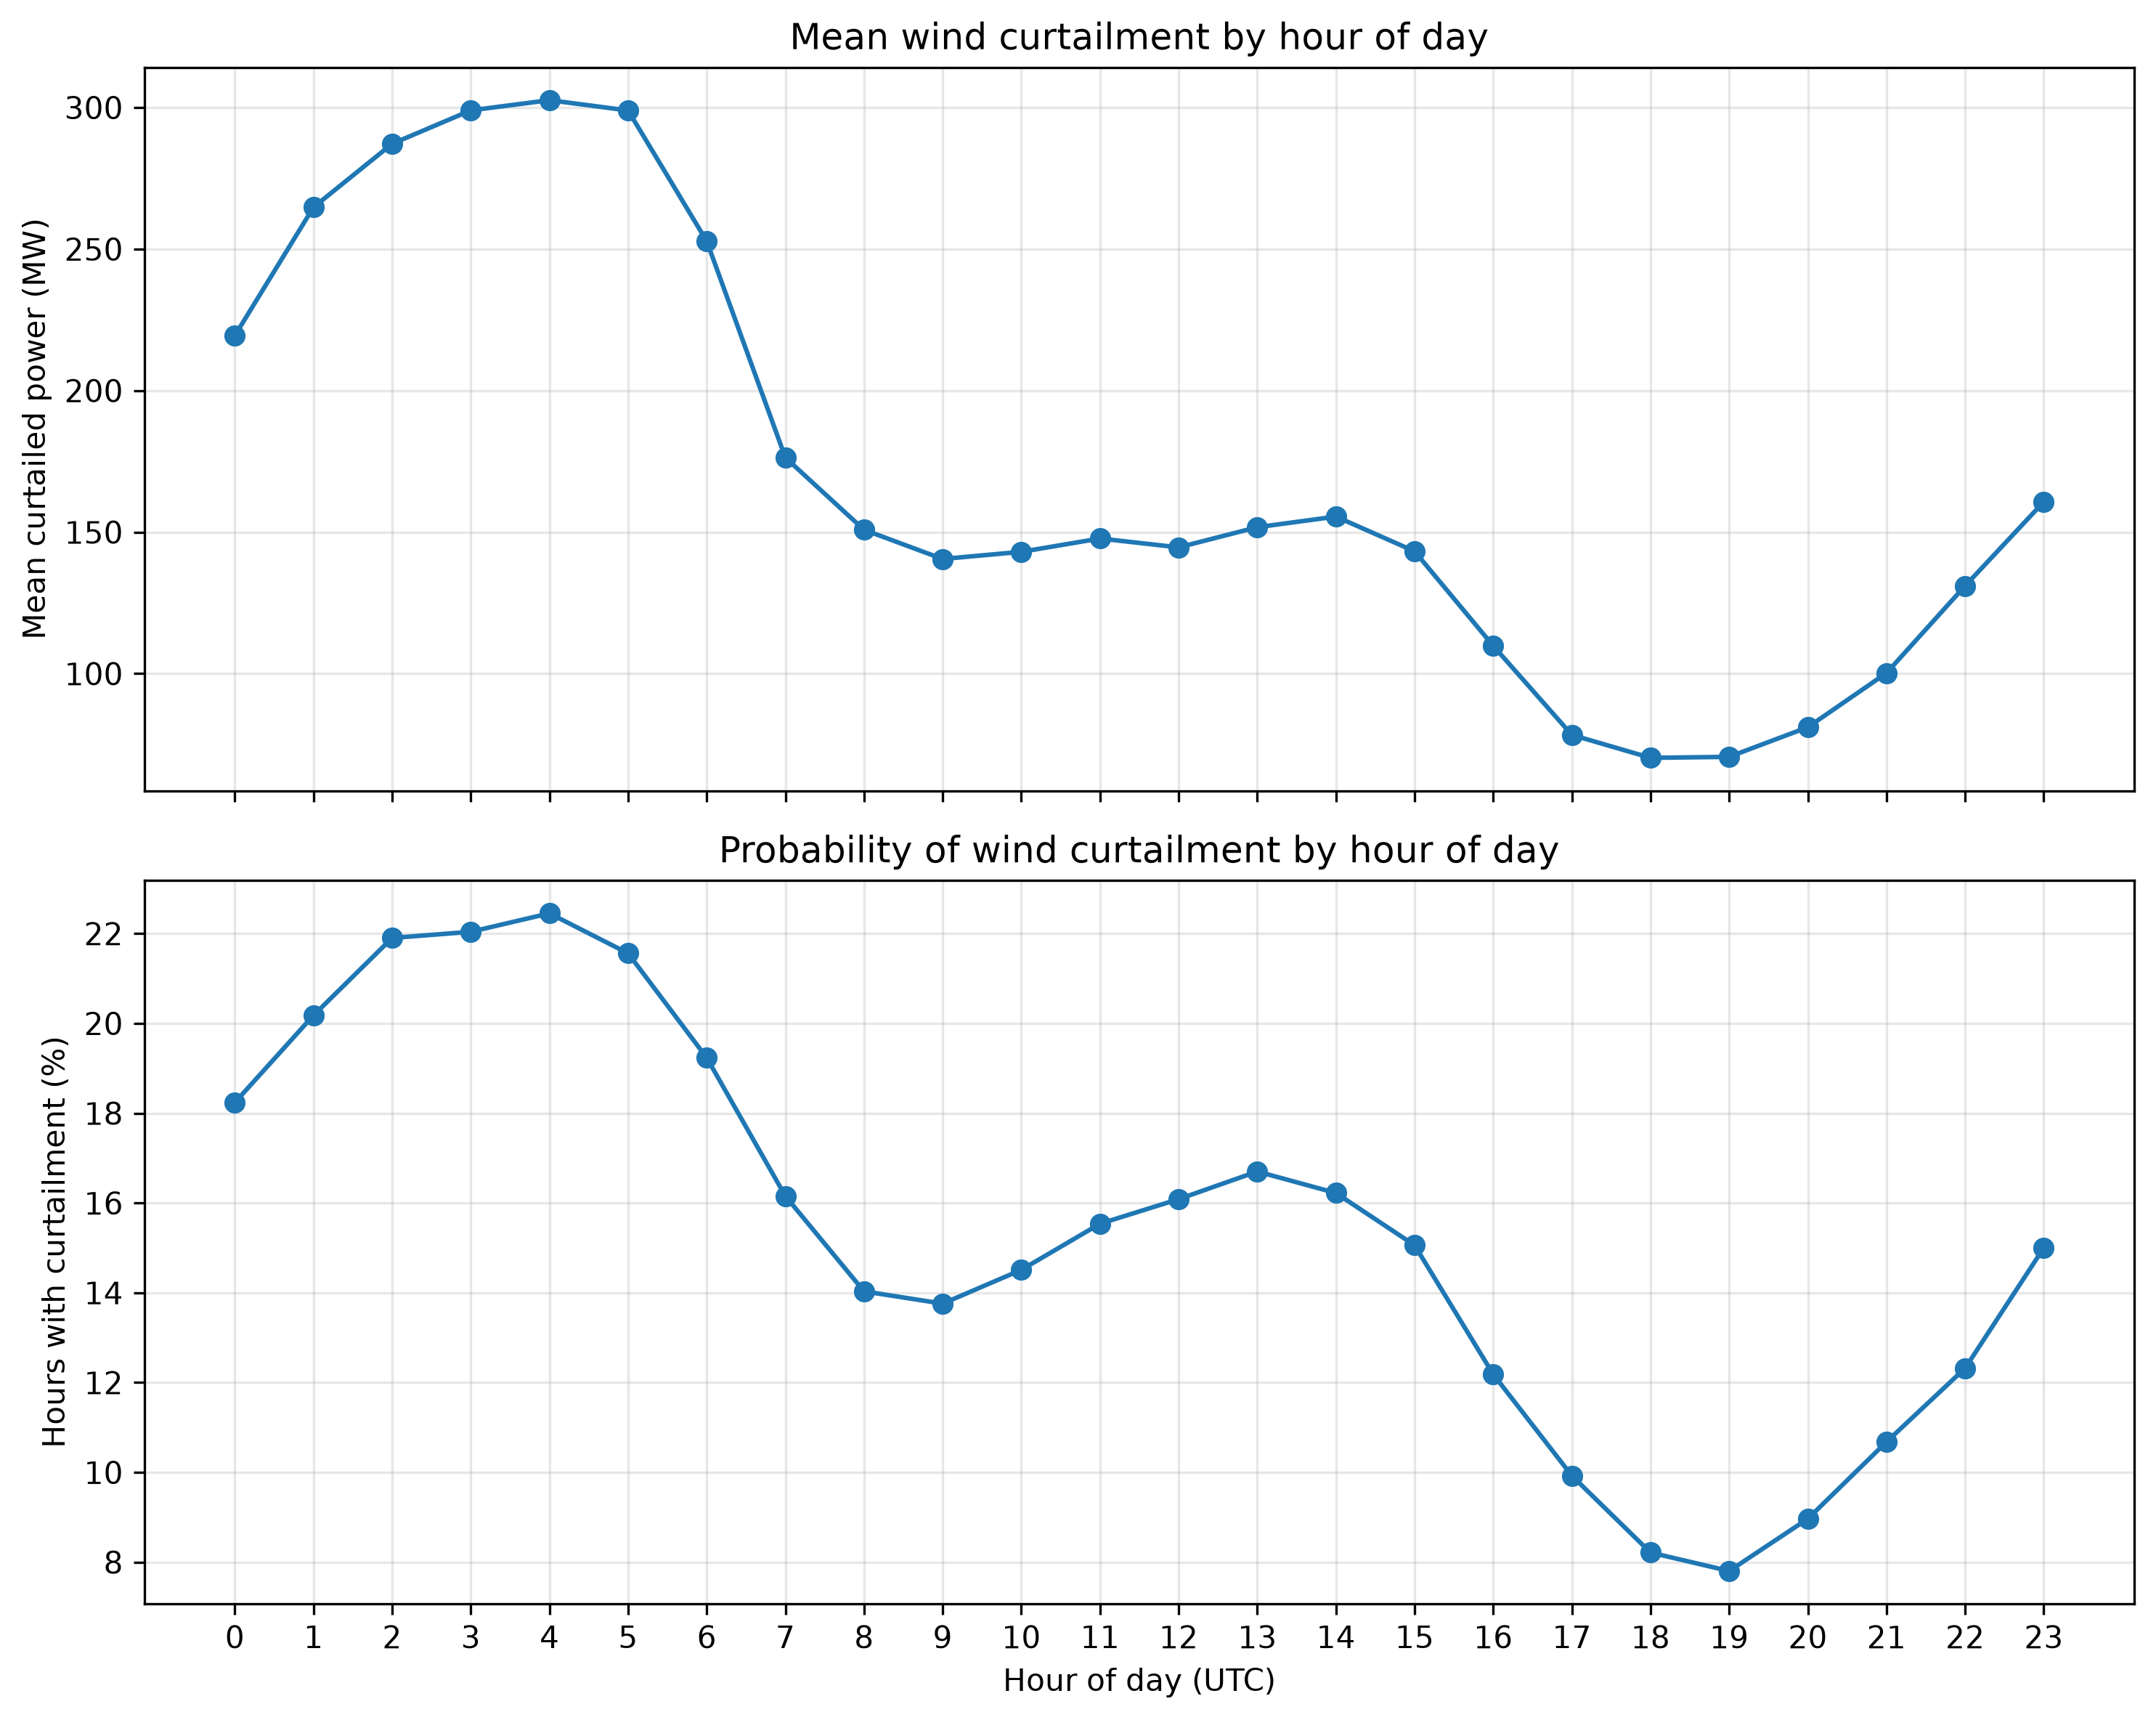 Mean wind curtailment by hour of day
Mean curtailed power (MW)
300
250
200
150
100
Probability of wind curtailment by hour of day
Hours with curtailment (%)
22
20
18
16
14
12
10
8
0 1 2 3 4 5 6 7 8 9 10 11 12 13 14 15 16 17 18 19 20 21 22 23
Hour of day (UTC)